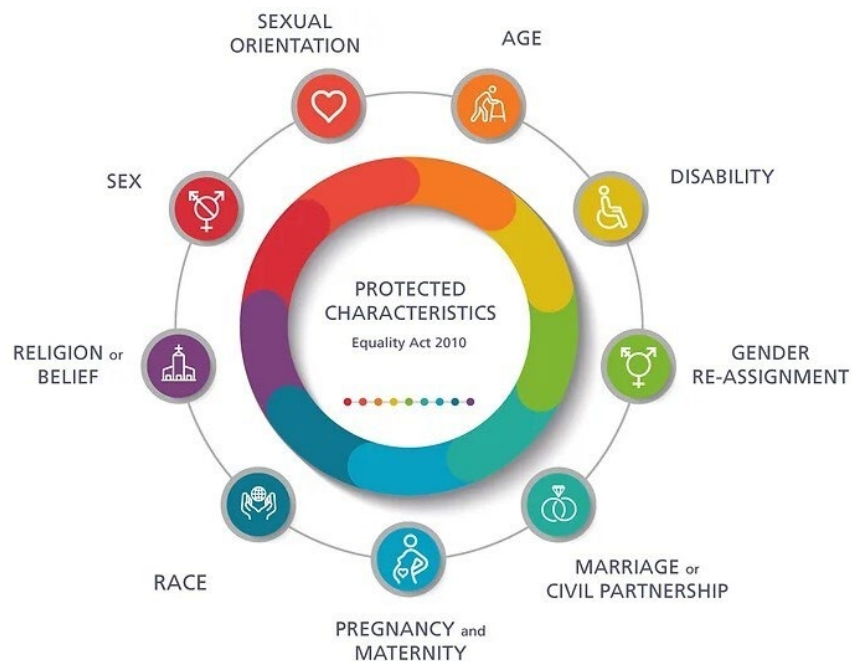 SEXUAL
ORIENTATION
AGE
SEX
DISABILITY
PROTECTED
CHARACTERISTICS
Equality Act 2010
RELIGION or
BELIEF
GENDER
RE-ASSIGNMENT
RACE
MARRIAGE or
CIVIL PARTNERSHIP
PREGNANCY and
MATERNITY